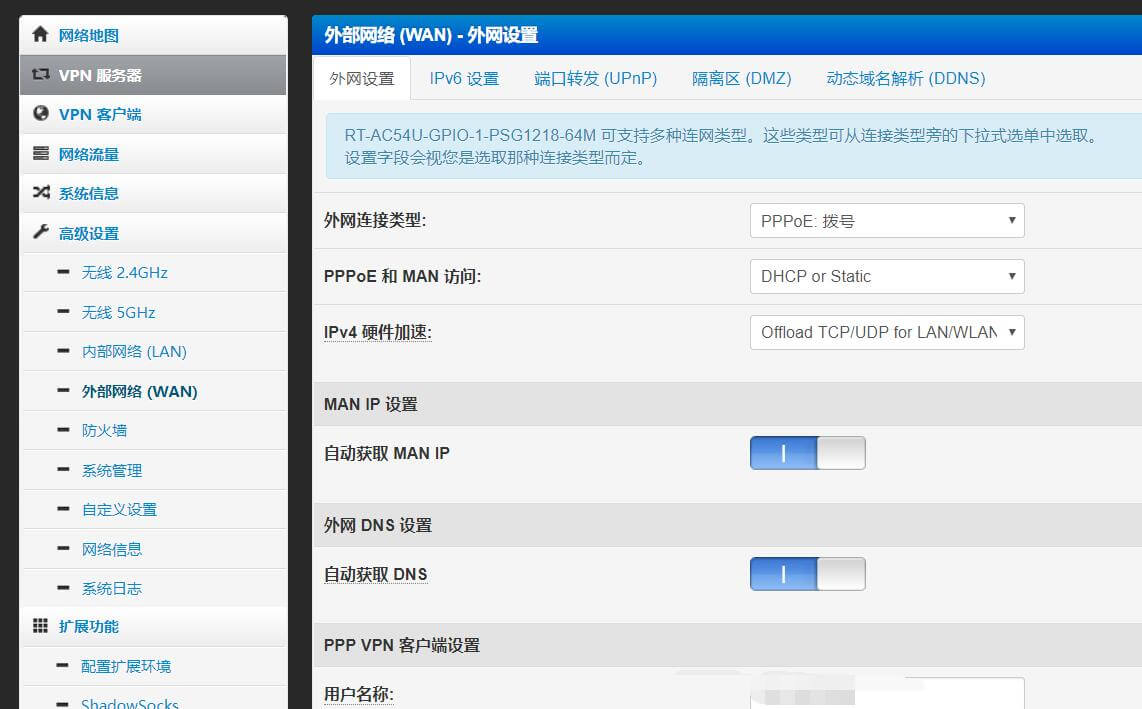 网络地图
VPN 服务器
VPN 客户端
网络流量
系统信息
高级设置
无线 2.4GHz
无线 5GHz
内部网络 (LAN)
外部网络 (WAN)
防火墙
系统管理
自定义设置
网络信息
系统日志
扩展功能
配置扩展环境
ShadowSocks
外部网络 (WAN) - 外网设置
外网设置 IPv6 设置 端口转发 (UPnP) 隔离区 (DMZ) 动态域名解析 (DDNS)
RT-AC54U-GPIO-1-PSG1218-64M 可支持多种连网类型。这些类型可从连接类型旁的下拉式选单中选取。
设置字段会视您是选取那种连接类型而定。
外网连接类型: PPPoE: 拨号
PPPoE 和 MAN 访问: DHCP or Static
IPv4 硬件加速: Offload TCP/UDP for LAN/WLAN
MAN IP 设置
自动获取 MAN IP
外网 DNS 设置
自动获取 DNS
PPP VPN 客户端设置
用户名称: